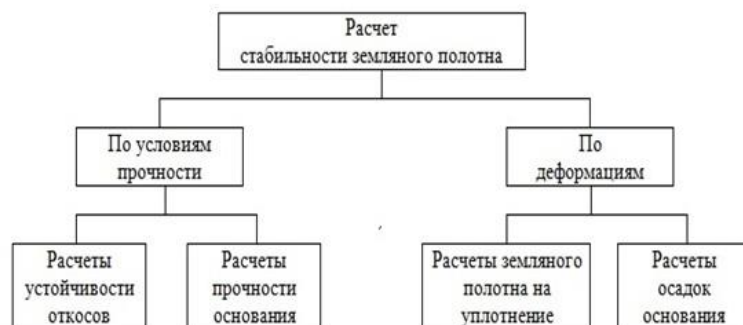 Расчет
стабильности земляного полотна
По условиям
прочности
По
деформациям
Расчеты
устойчивости
откосов
Расчеты
прочности
основания
Расчеты земляного
полотна на
уплотнение
Расчеты
осадок
основания